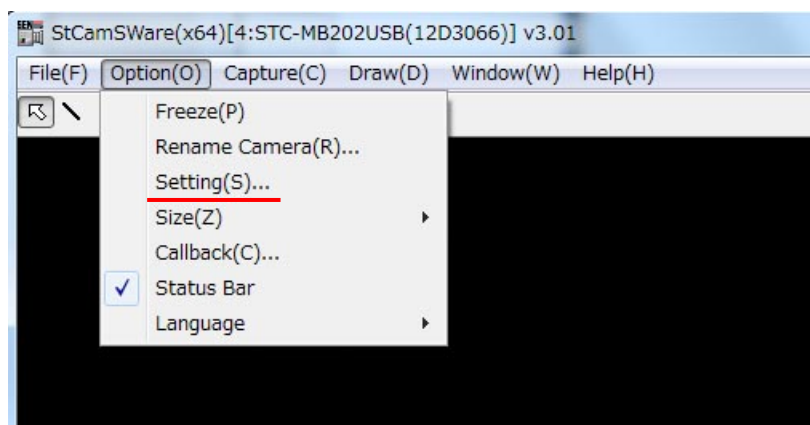 StCamSWare(x64)[4:STC-MB202USB(12D3066)] v3.01
File(F) Option(O) Capture(C) Draw(D) Window(W) Help(H)
Freeze(P)
Rename Camera(R)...
Setting(S)...
Size(Z)
Callback(C)...
Status Bar
Language